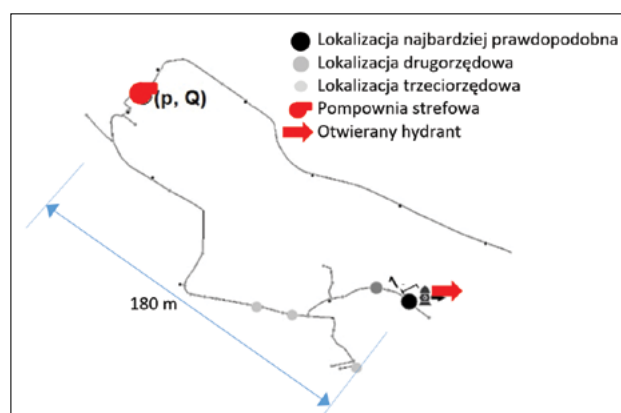 Lokalizacja najbardziej prawdopodobna
Lokalizacja drugorzędowa
Lokalizacja trzeciorzędowa
Pompownia strefowa
Otwierany hydrant
(p, Q)
180 m